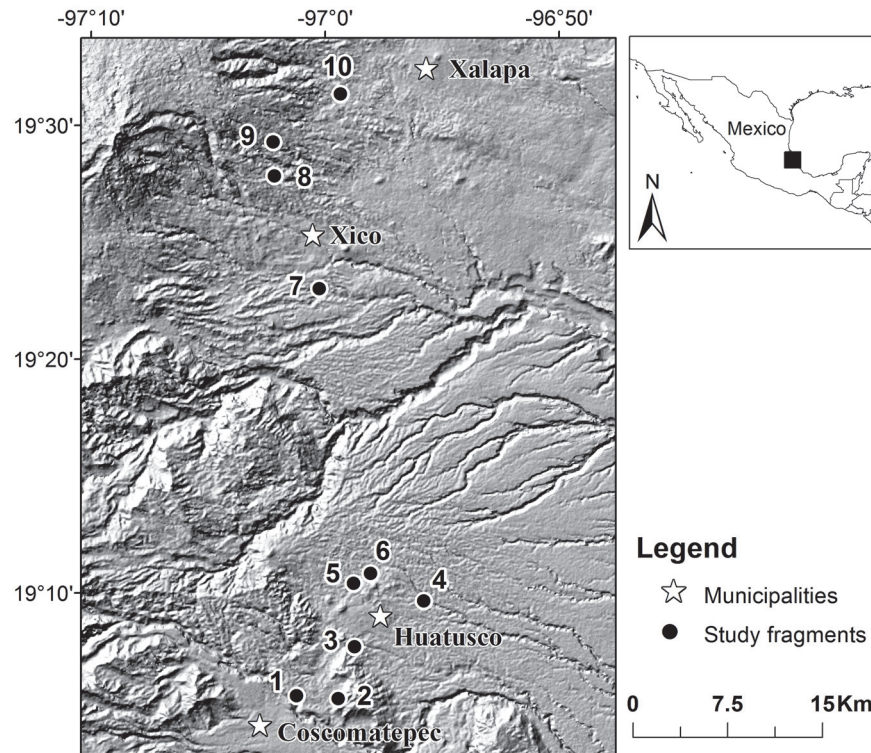 -97°10' -97°0' -96°50'
10 Xalapa
19°30'
9
8
Mexico
N
Xico
7
19°20'
6
5
4
19°10'
Huatusco
3
1
2
Coscomatepec
Legend
Municipalities
Study fragments
0 7.5 15Km